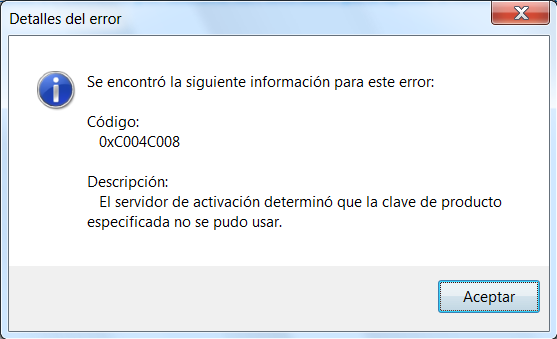 Detalles del error
Se encontró la siguiente información para este error:
Código:
0xC004C008
Descripción:
El servidor de activación determinó que la clave de producto
especificada no se pudo usar.
Aceptar